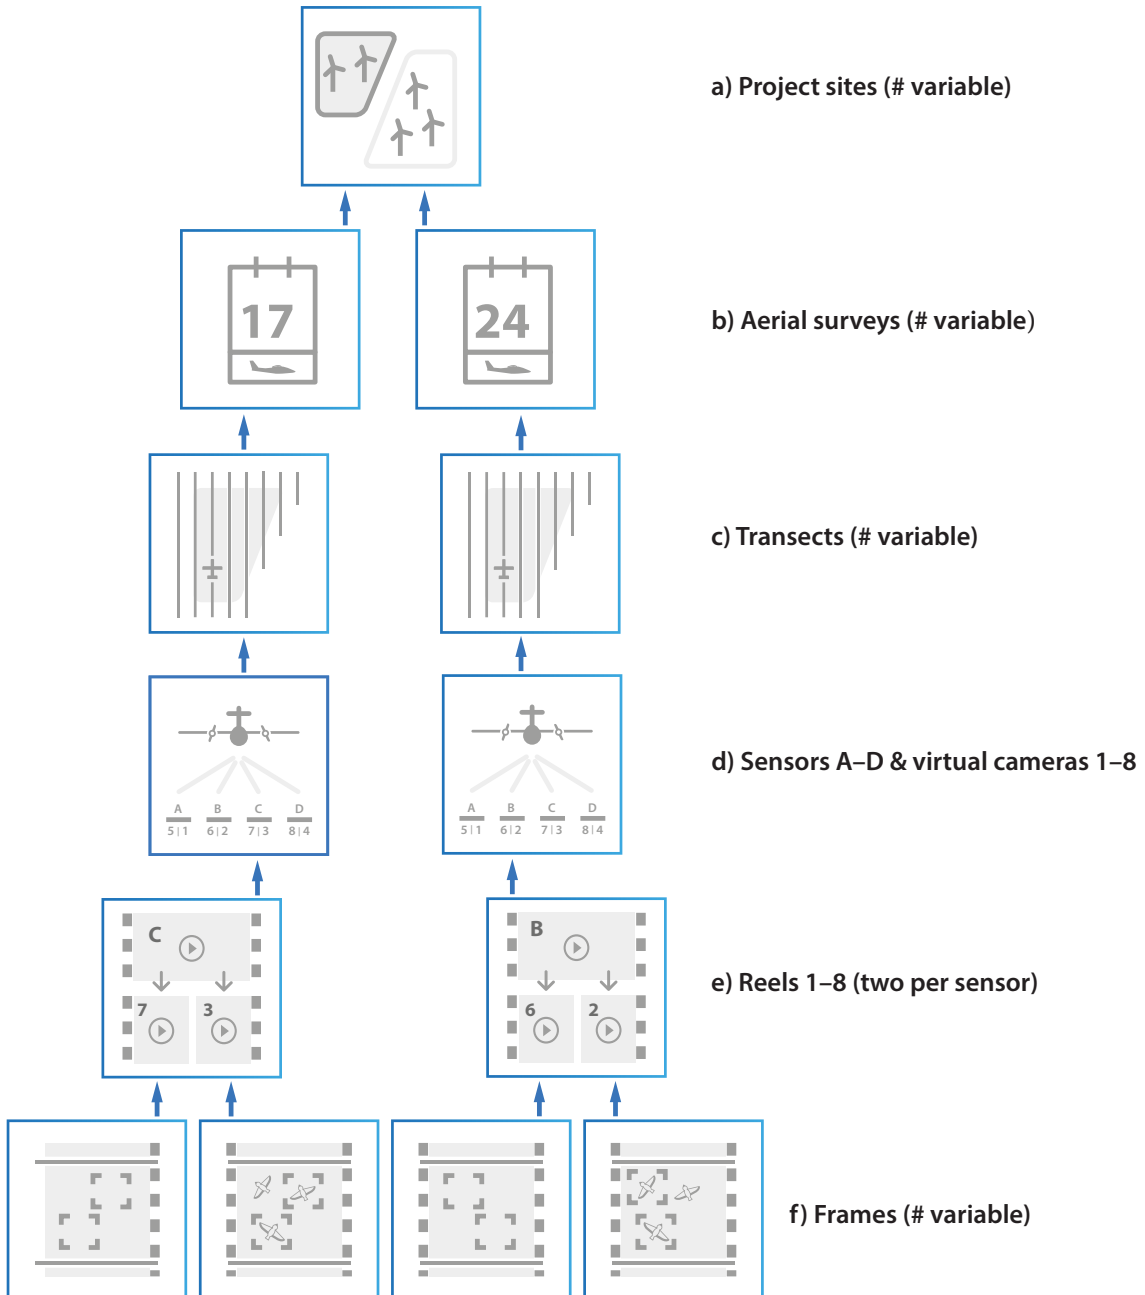 a) Project sites (# variable)
17
24
b) Aerial surveys (# variable)
c) Transects (# variable)
d) Sensors A–D & virtual cameras 1–8
A B C D
5|1 6|2 7|3 8|4
A B C D
5|1 6|2 7|3 8|4
C
7 3
B
6 2
e) Reels 1–8 (two per sensor)
f) Frames (# variable)